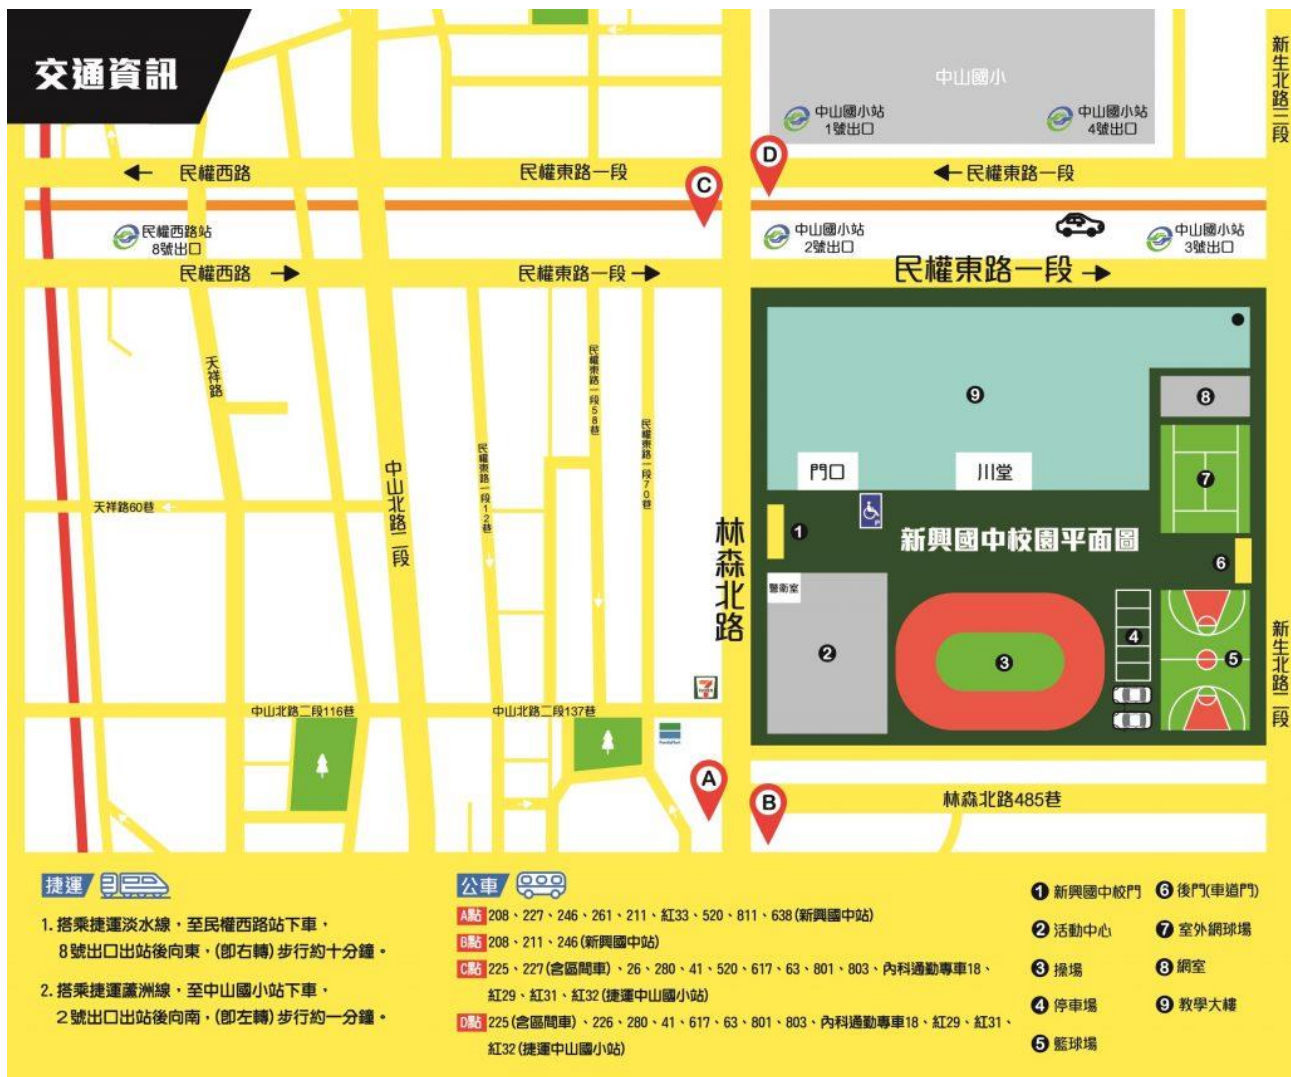 交通資訊
中山國小
中山國小站
1號出口
中山國小站
4號出口
新生北路二段
D
C
民權西路
民權東路一段
民權東路一段
民權西路站
8號出口
中山國小站
2號出口
中山國小站
3號出口
民權西路
民權東路一段
民權東路一段
天祥路
民權東路一段58巷
民權東路一段70巷
民權東路一段12巷
中山北路二段
天祥路60巷
林森北路
9
8
7
門口
川堂
1
P
新興國中校園平面圖
6
警衛室
2
3
4
5
新生北路二段
7
中山北路二段116巷
中山北路二段137巷
FamilyMart
A
B
林森北路485巷
捷運
1. 搭乘捷運淡水線，至民權西路站下車，
8號出口出站後向東，(即右轉) 步行約十分鐘。
2. 搭乘捷運蘆洲線，至中山國小站下車，
2號出口出站後向南，(即左轉) 步行約一分鐘。
公車
A點 208、227、246、261、211、紅33、520、811、638 (新興國中站)
B點 208、211、246 (新興國中站)
C點 225、227 (含區間車)、26、280、41、520、617、63、801、803、內科通勤專車18、
紅29、紅31、紅32 (捷運中山國小站)
D點 225 (含區間車)、226、280、41、617、63、801、803、內科通勤專車18、紅29、紅31、
紅32 (捷運中山國小站)
1 新興國中校門
2 活動中心
3 操場
4 停車場
5 籃球場
6 後門(車道門)
7 室外網球場
8 網室
9 教學大樓